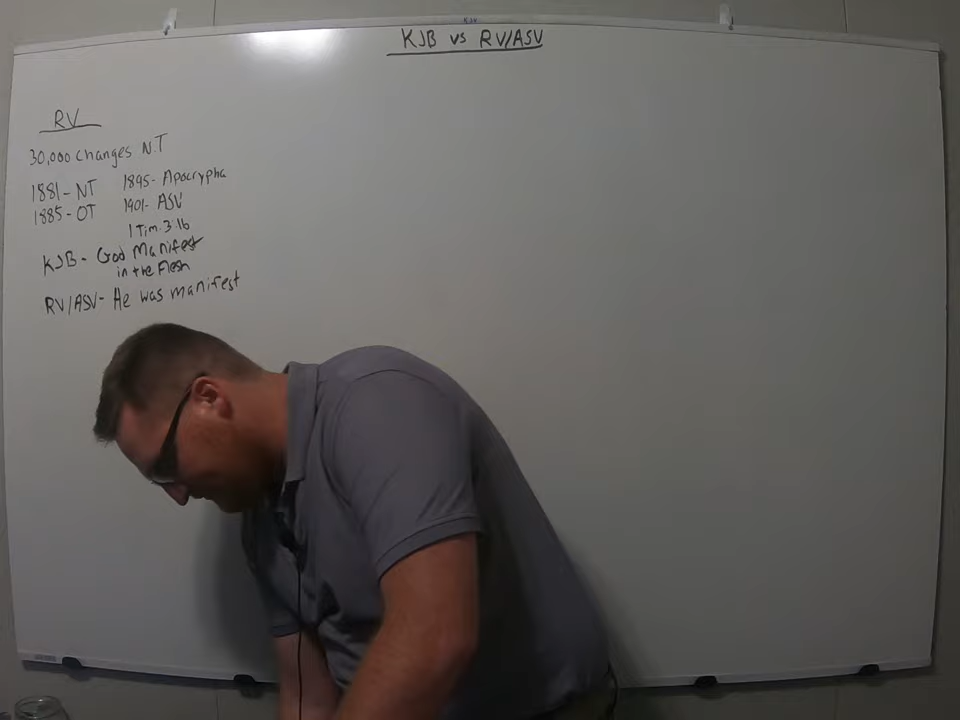 KJB vs RV/ASV
RV
30,000 changes N.T
1881- NT 1895- Apocrypha
1885- OT 1901- ASV
1 Tim. 3:16
KJB- God Manifest
in the Flesh
RV/ASV- He was manifest